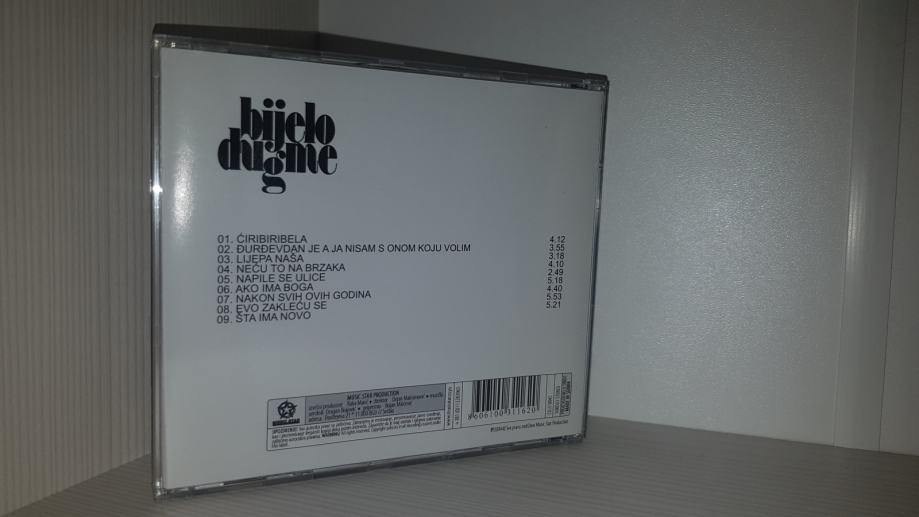 bijelo
dugme
01. ĆIRIBIRIBELA 4.12
02. ĐURĐEVDAN JE A JA NISAM S ONOM KOJU VOLIM 3.55
03. LIJEPA NAŠA 3.18
04. NEĆU TO NA BRZAKA 4.10
05. NAPILE SE ULICE 2.49
06. AKO IMA BOGA 5.18
07. NAKON SVIH OVIH GODINA 4.40
08. EVO ZAKLEĆU SE 5.53
09. ŠTA IMA NOVO 5.21
MUSIC STAR PRODUCTION
UPOZORENJE!
WARNING!
8606100311620